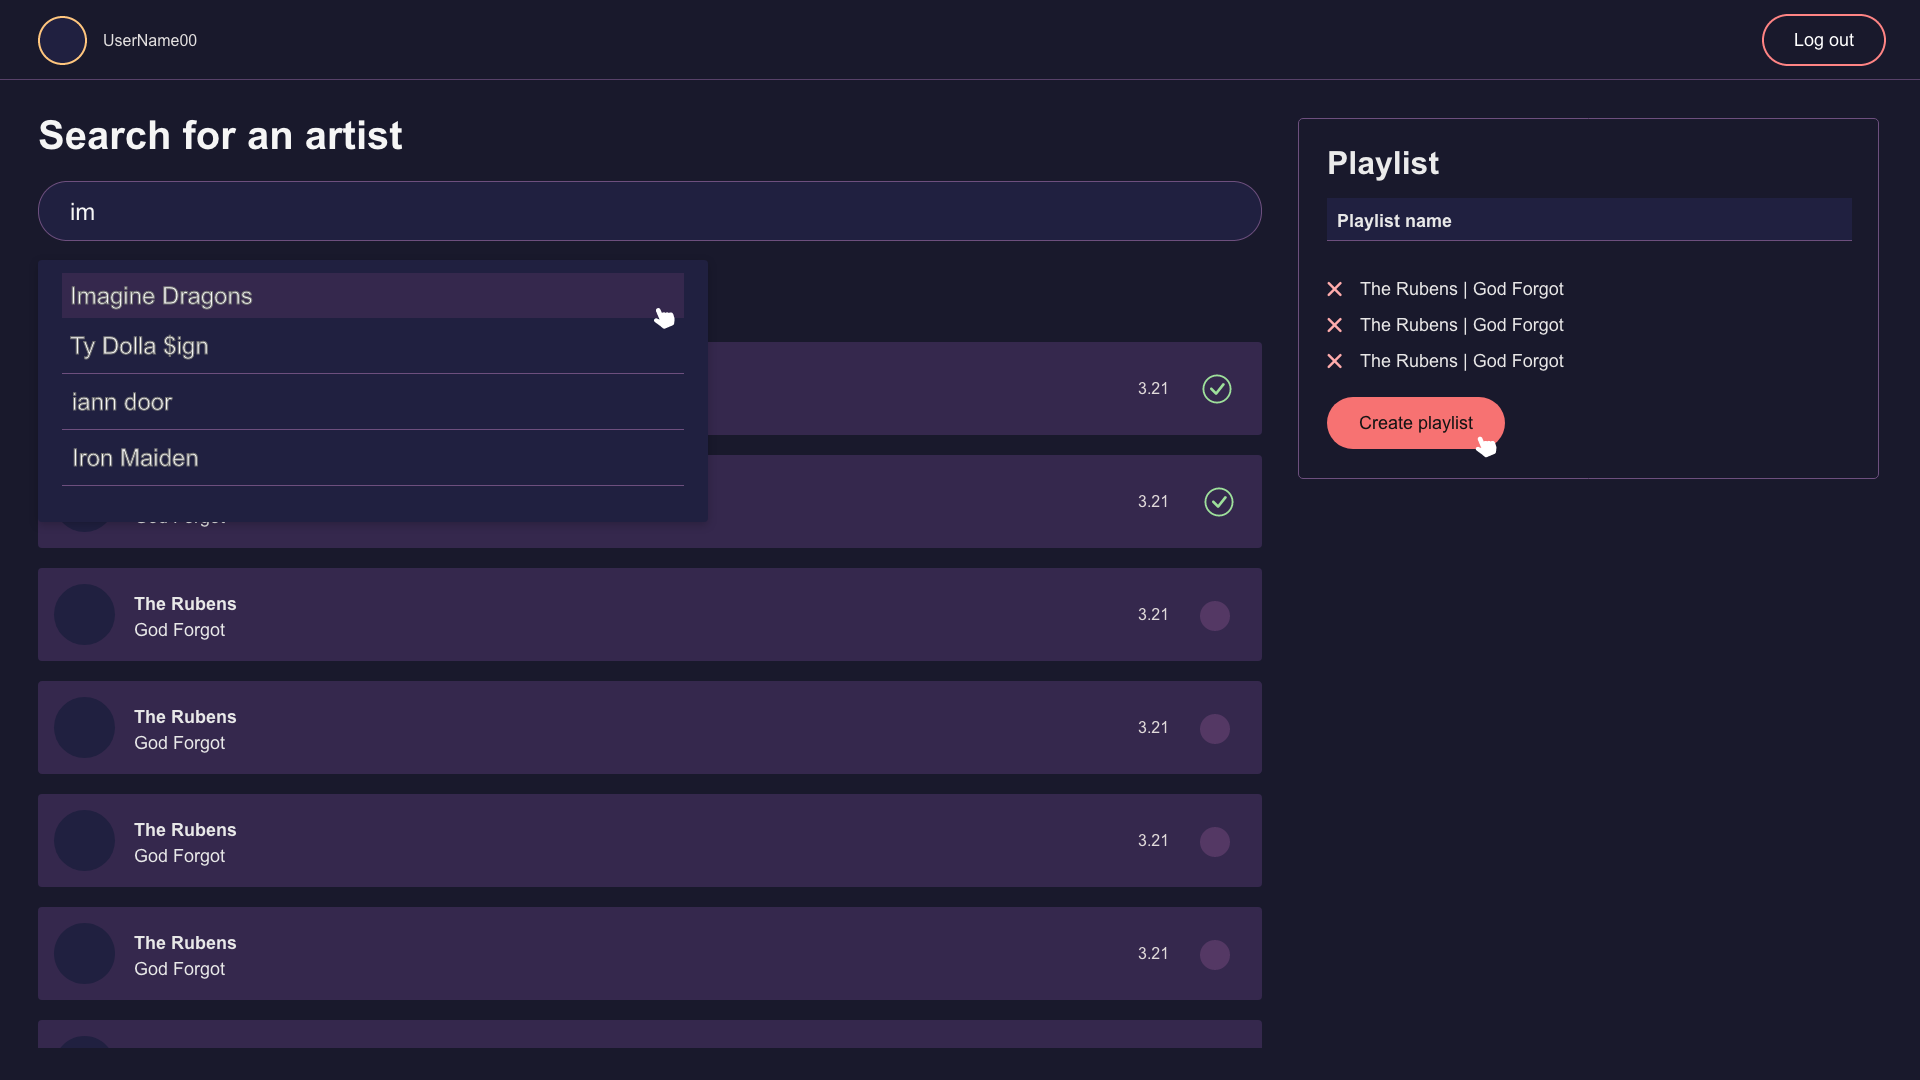 UserName00
Log out
Search for an artist
im
Imagine Dragons
Ty Dolla $ign
iann door
Iron Maiden
3.21
3.21
God Forgot
The Rubens
God Forgot
3.21
The Rubens
God Forgot
3.21
The Rubens
God Forgot
3.21
The Rubens
God Forgot
3.21
Playlist
Playlist name
The Rubens | God Forgot
The Rubens | God Forgot
The Rubens | God Forgot
Create playlist